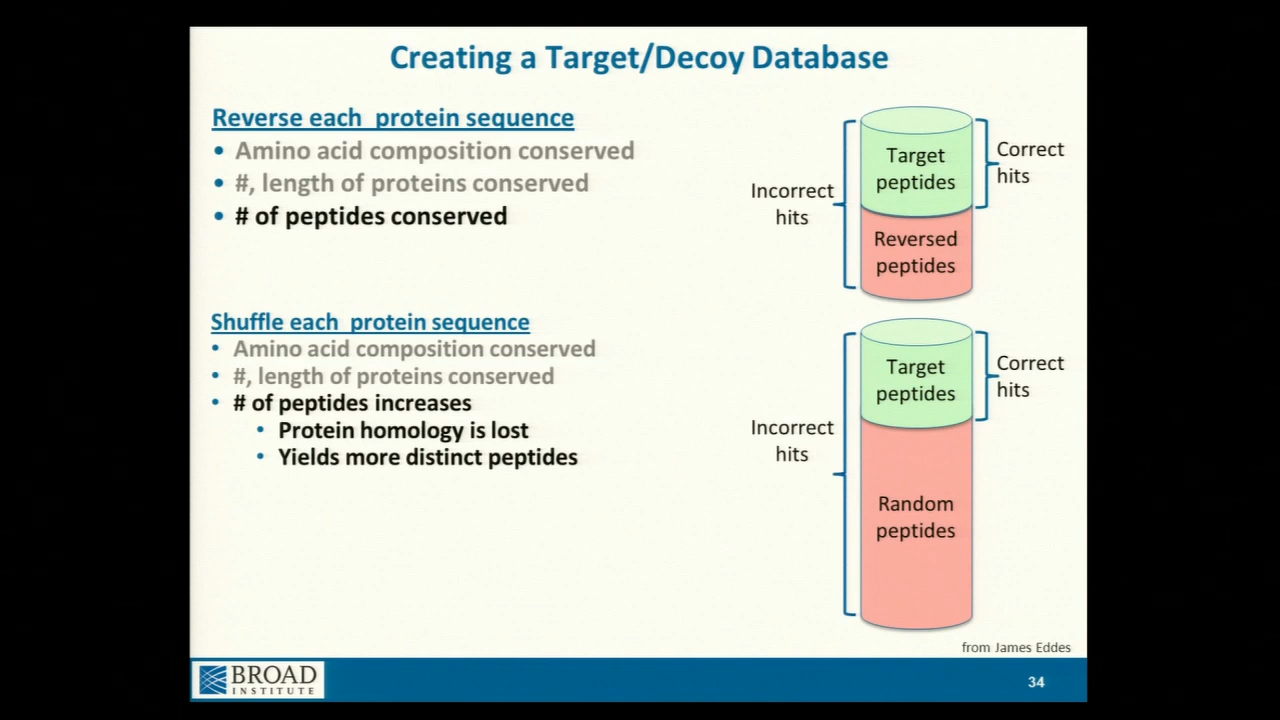 Creating a Target/Decoy Database
Reverse each protein sequence
• Amino acid composition conserved
• #, length of proteins conserved
• # of peptides conserved
Incorrect
hits
Target
peptides
Reversed
peptides
Correct
hits
Shuffle each protein sequence
• Amino acid composition conserved
• #, length of proteins conserved
• # of peptides increases
• Protein homology is lost
• Yields more distinct peptides
Incorrect
hits
Target
peptides
Random
peptides
Correct
hits
from James Eddes
BROAD
INSTITUTE
34